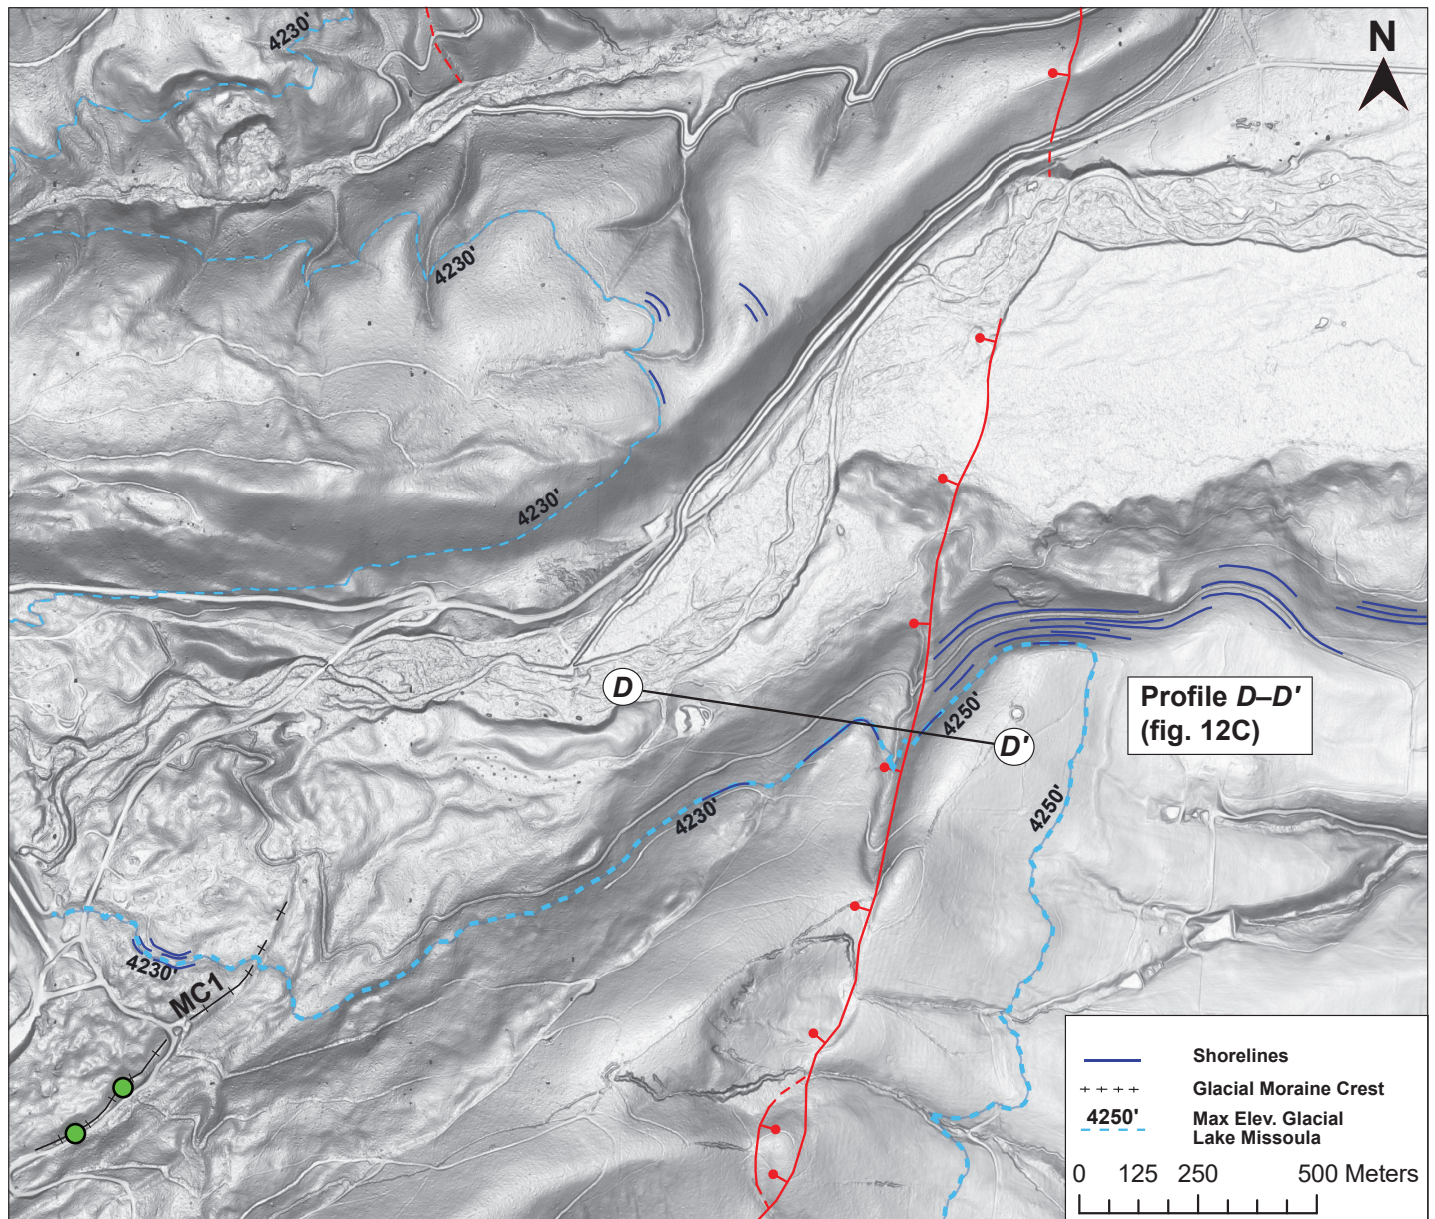 4230'
N
4230'
4230'
D
D'
4250'
Profile D–D'
(fig. 12C)
4250'
4230'
4230'
MC1
Shorelines
Glacial Moraine Crest
4250'
Max Elev. Glacial
Lake Missoula
0 125 250 500 Meters